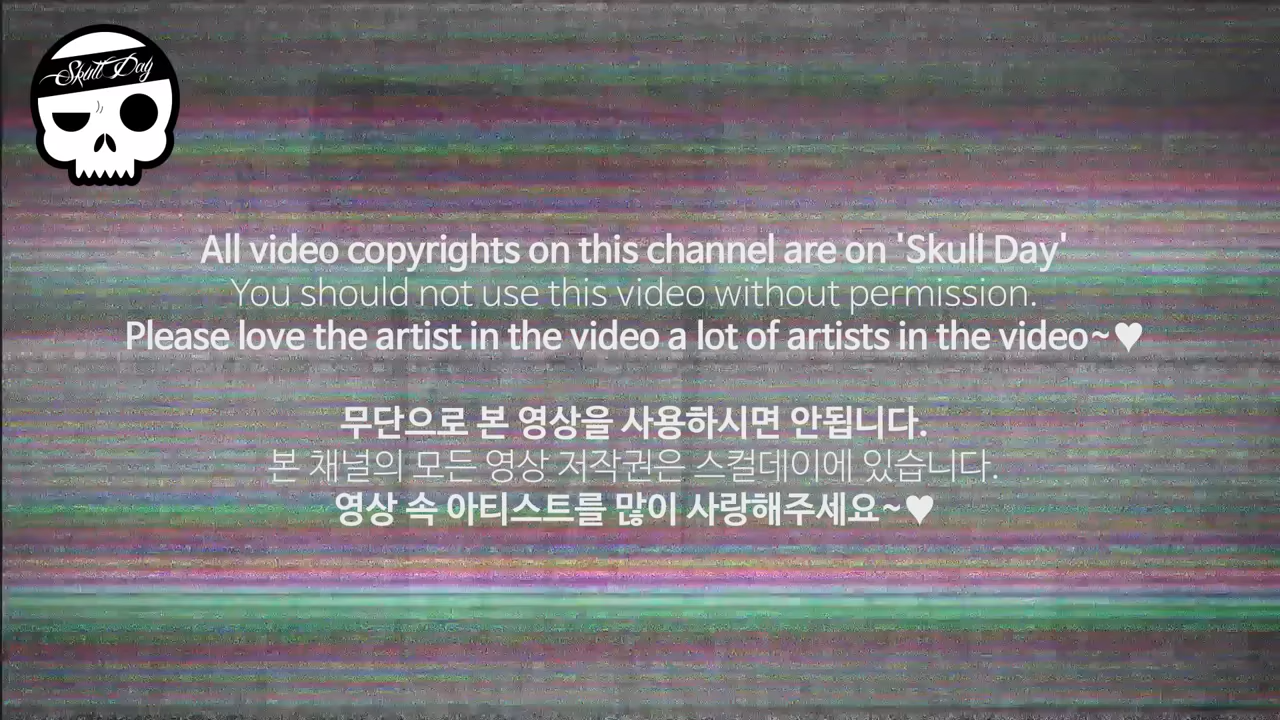 Skull Day
All video copyrights on this channel are on 'Skull Day'
You should not use this video without permission.
Please love the artist in the video a lot of artists in the video~♥
무단으로 본 영상을 사용하시면 안됩니다.
본 채널의 모든 영상 저작권은 스컬데이에 있습니다.
영상 속 아티스트를 많이 사랑해주세요~♥